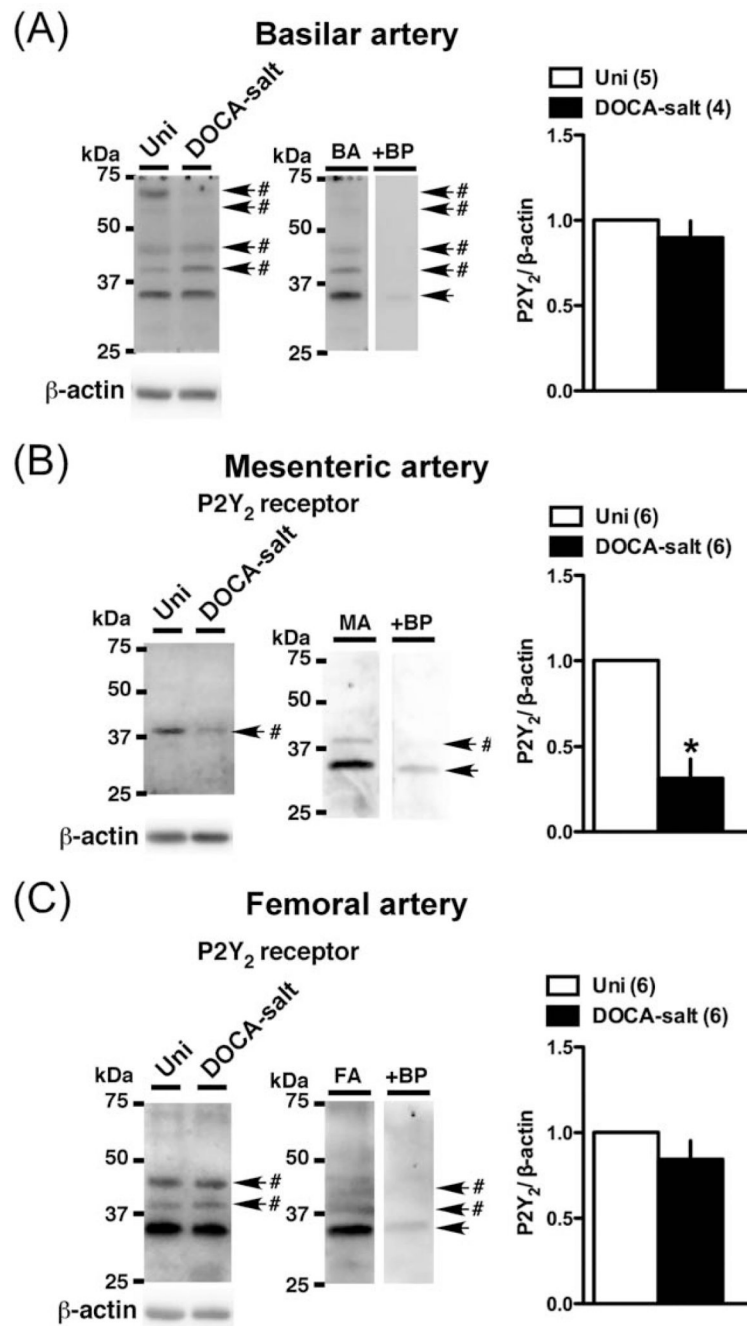 (A)
Basilar artery
Uni
DOCA-salt
kDa
75
50
37
25
#
#
#
#
β-actin
BA +BP
75
50
37
25
#
#
#
#
Uni (5)
DOCA-salt (4)
P2Y₂/ β-actin
1.5
1.0
0.5
0.0
(B)
Mesenteric artery
P2Y₂ receptor
Uni
DOCA-salt
kDa
75
50
37
25
#
β-actin
MA +BP
kDa
75
50
37
25
#
Uni (6)
DOCA-salt (6)
P2Y₂/ β-actin
1.5
1.0
0.5
0.0
*
(C)
Femoral artery
P2Y₂ receptor
Uni
DOCA-salt
kDa
75
50
37
25
#
#
β-actin
FA +BP
kDa
75
50
37
25
#
#
Uni (6)
DOCA-salt (6)
P2Y₂/ β-actin
1.5
1.0
0.5
0.0